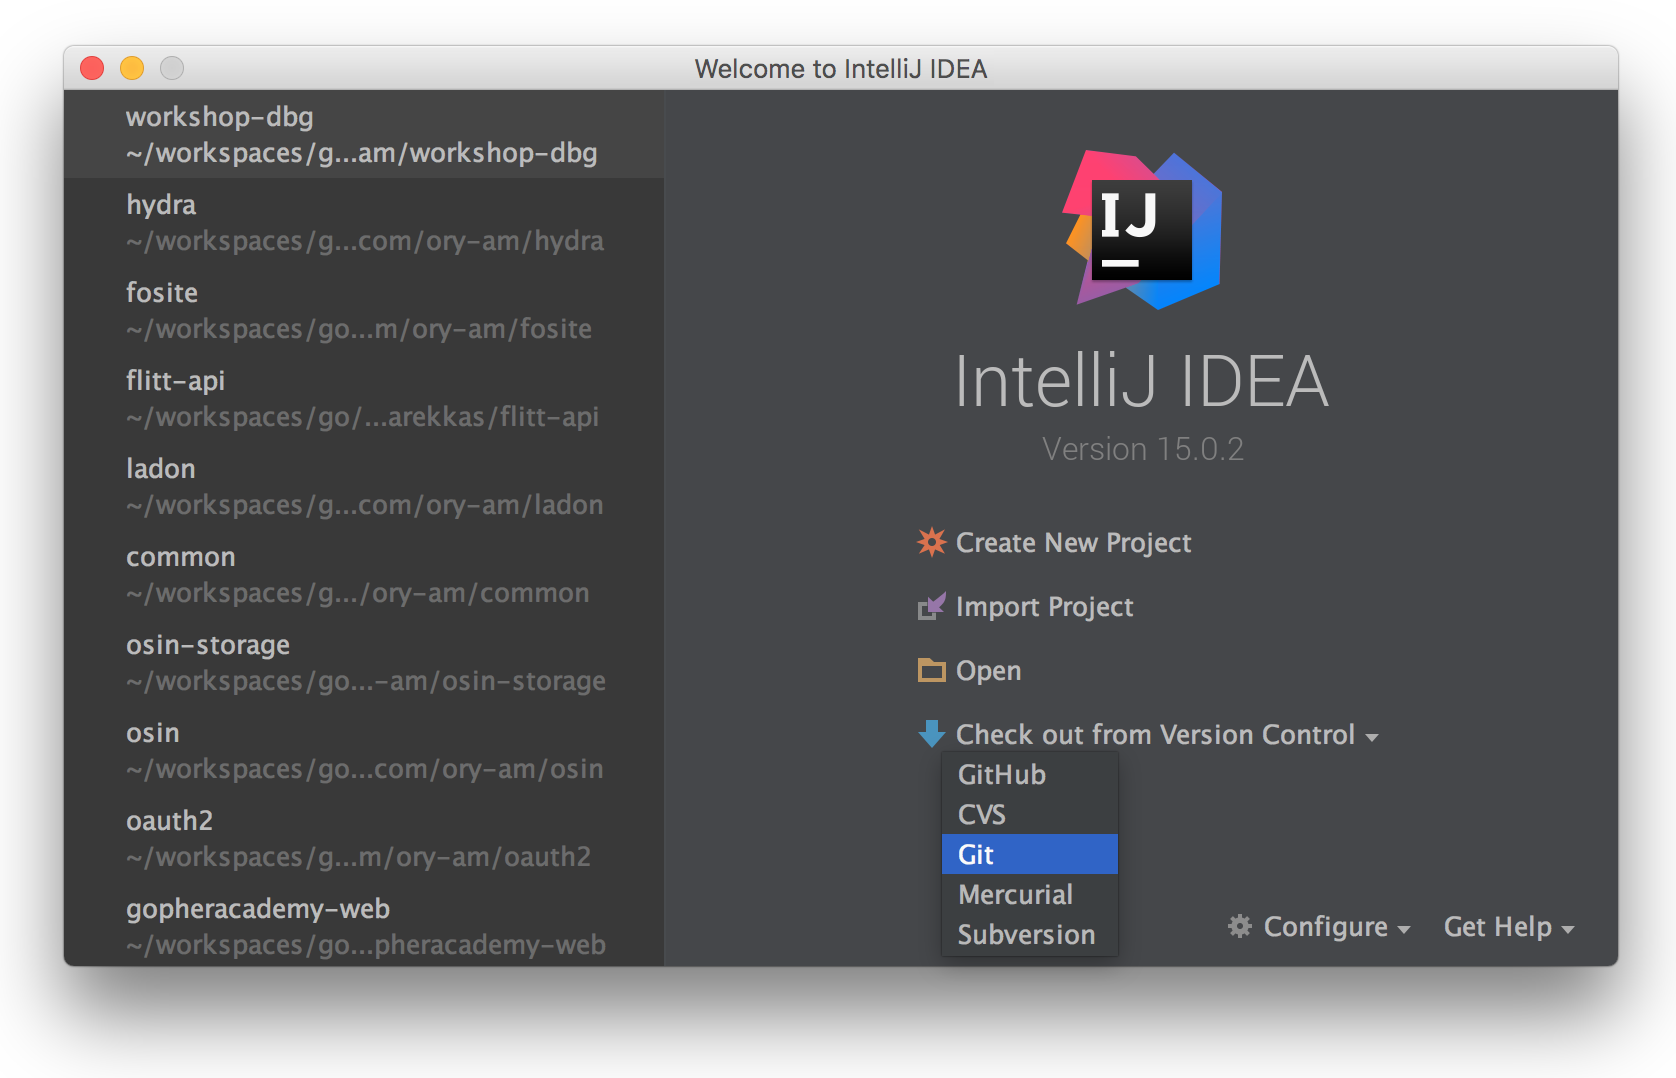 Welcome to IntelliJ IDEA
workshop-dbg
~/workspaces/g...am/workshop-dbg
hydra
~/workspaces/g...com/ory-am/hydra
fosite
~/workspaces/go...m/ory-am/fosite
flitt-api
~/workspaces/go/...arekkas/flitt-api
ladon
~/workspaces/g...com/ory-am/ladon
common
~/workspaces/g.../ory-am/common
osin-storage
~/workspaces/go...-am/osin-storage
osin
~/workspaces/go...com/ory-am/osin
oauth2
~/workspaces/g...m/ory-am/oauth2
gopheracademy-web
~/workspaces/go...pheracademy-web
IJ
IntelliJ IDEA
Version 15.0.2
Create New Project
Import Project
Open
Check out from Version Control
GitHub
CVS
Git
Mercurial
Subversion
Configure
Get Help